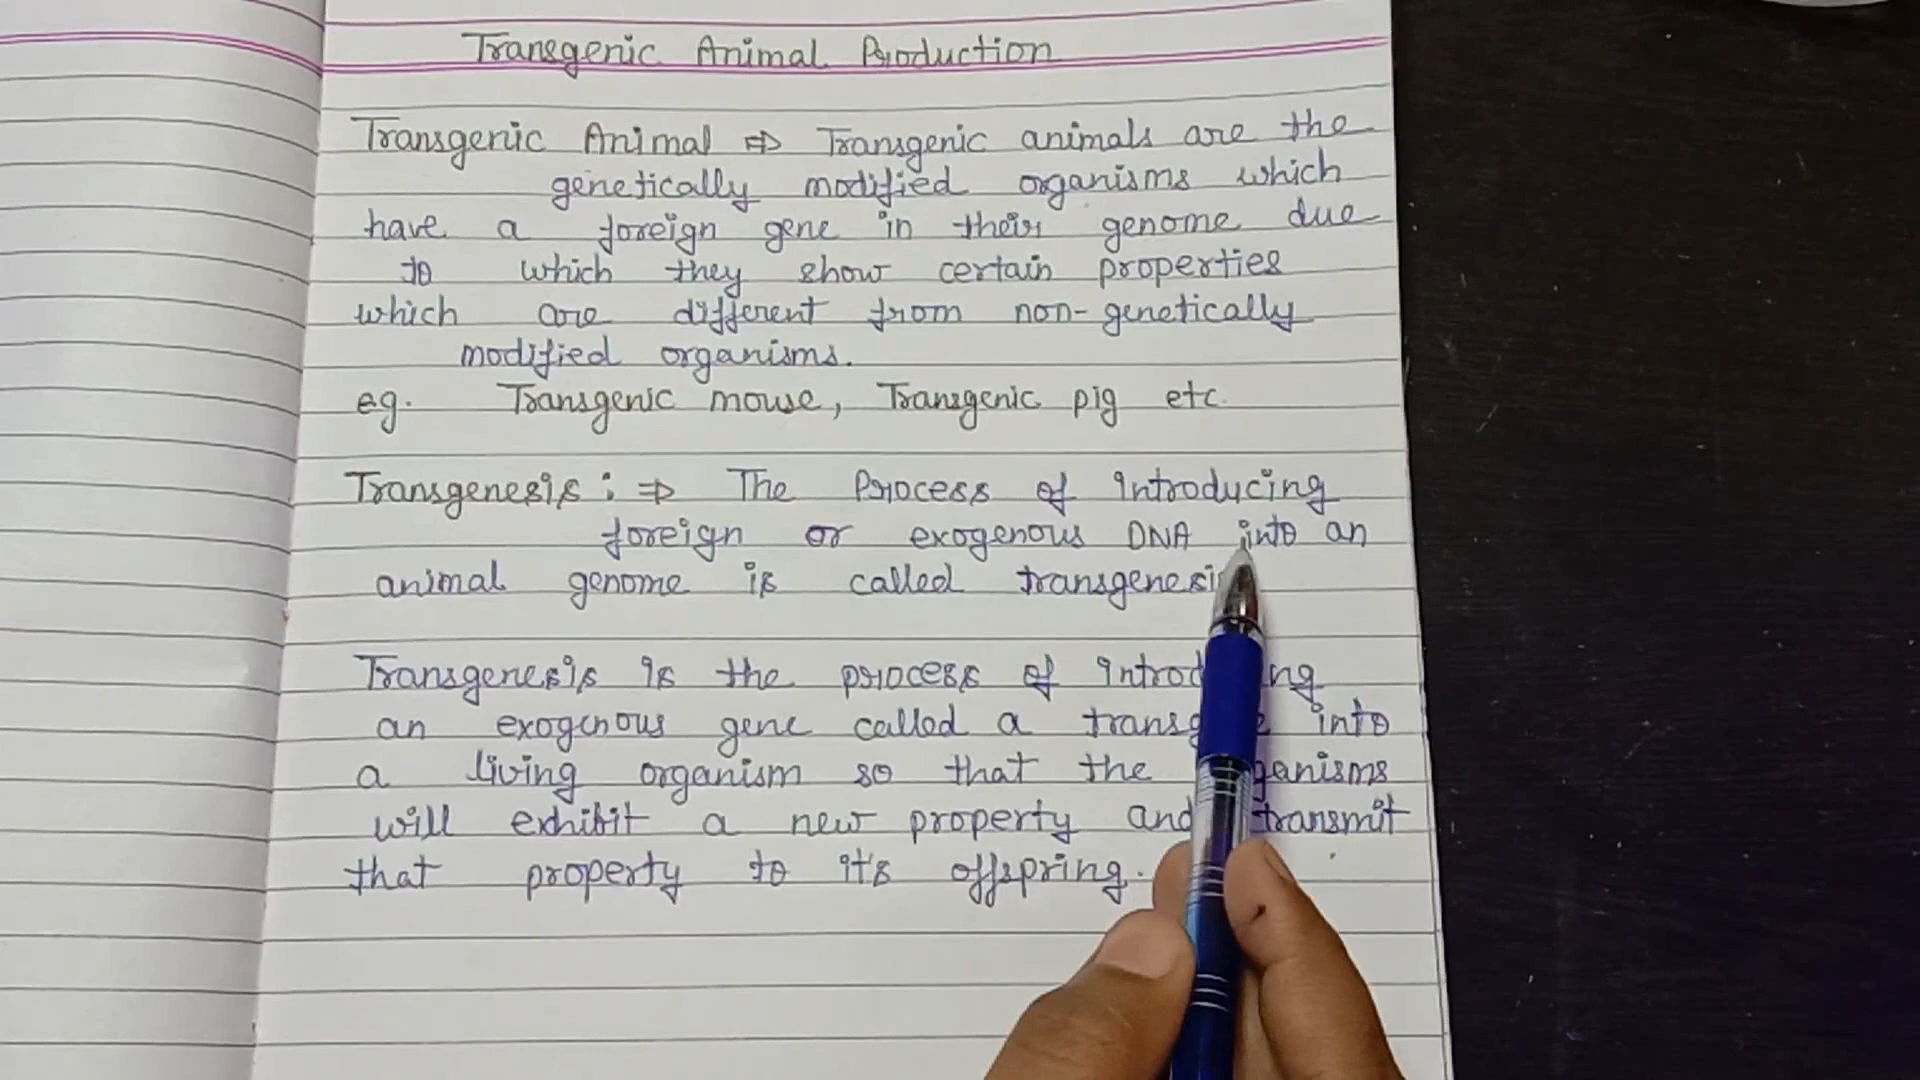 Transgenic Animal Production
Transgenic Animal ⇒ Transgenic animals are the
genetically modified organisms which
have a foreign gene in their genome due
to which they show certain properties
which are different from non-genetically
modified organisms.
eg. Transgenic mouse, Transgenic pig etc.
Transgenesis : ⇒ The Process of introducing
foreign or exogenous DNA into an
animal genome is called
Transgenesis is the process of
an exogenous gene called a into
a living organism so that the
will exhibit a new property and transmit
that property to it's offspring.